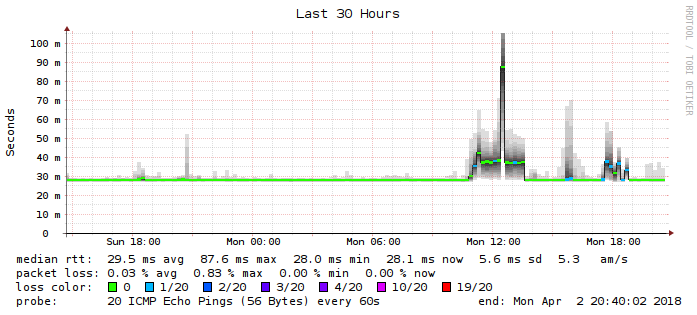 Last 30 Hours
RRDTOOL / TOBI OETIKER
Seconds
100 m
90 m
80 m
70 m
60 m
50 m
40 m
30 m
20 m
10 m
0
Sun 18:00 Mon 00:00 Mon 06:00 Mon 12:00 Mon 18:00
median rtt: 29.5 ms avg 87.6 ms max 28.0 ms min 28.1 ms now 5.6 ms sd 5.3 am/s
packet loss: 0.03 % avg 0.83 % max 0.00 % min 0.00 % now
loss color: 0 1/20 2/20 3/20 4/20 10/20 19/20
probe: 20 ICMP Echo Pings (56 Bytes) every 60s end: Mon Apr 2 20:40:02 2018